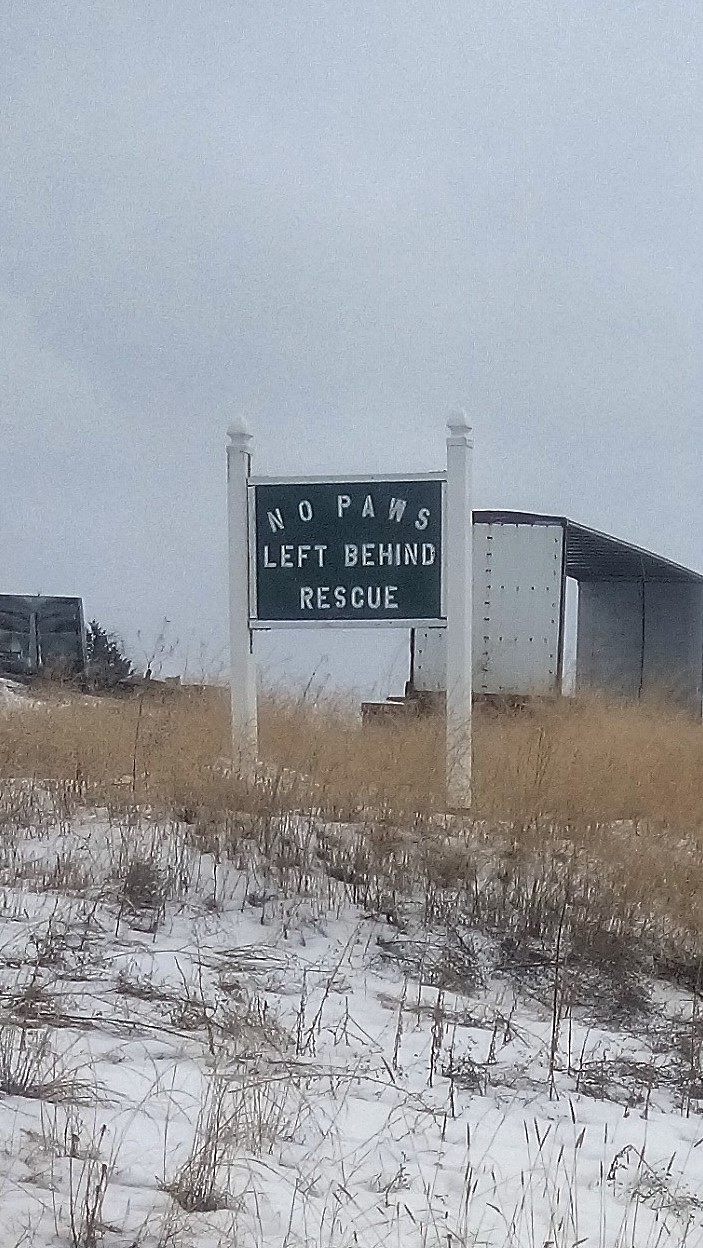 NO PAWS
LEFT BEHIND
RESCUE